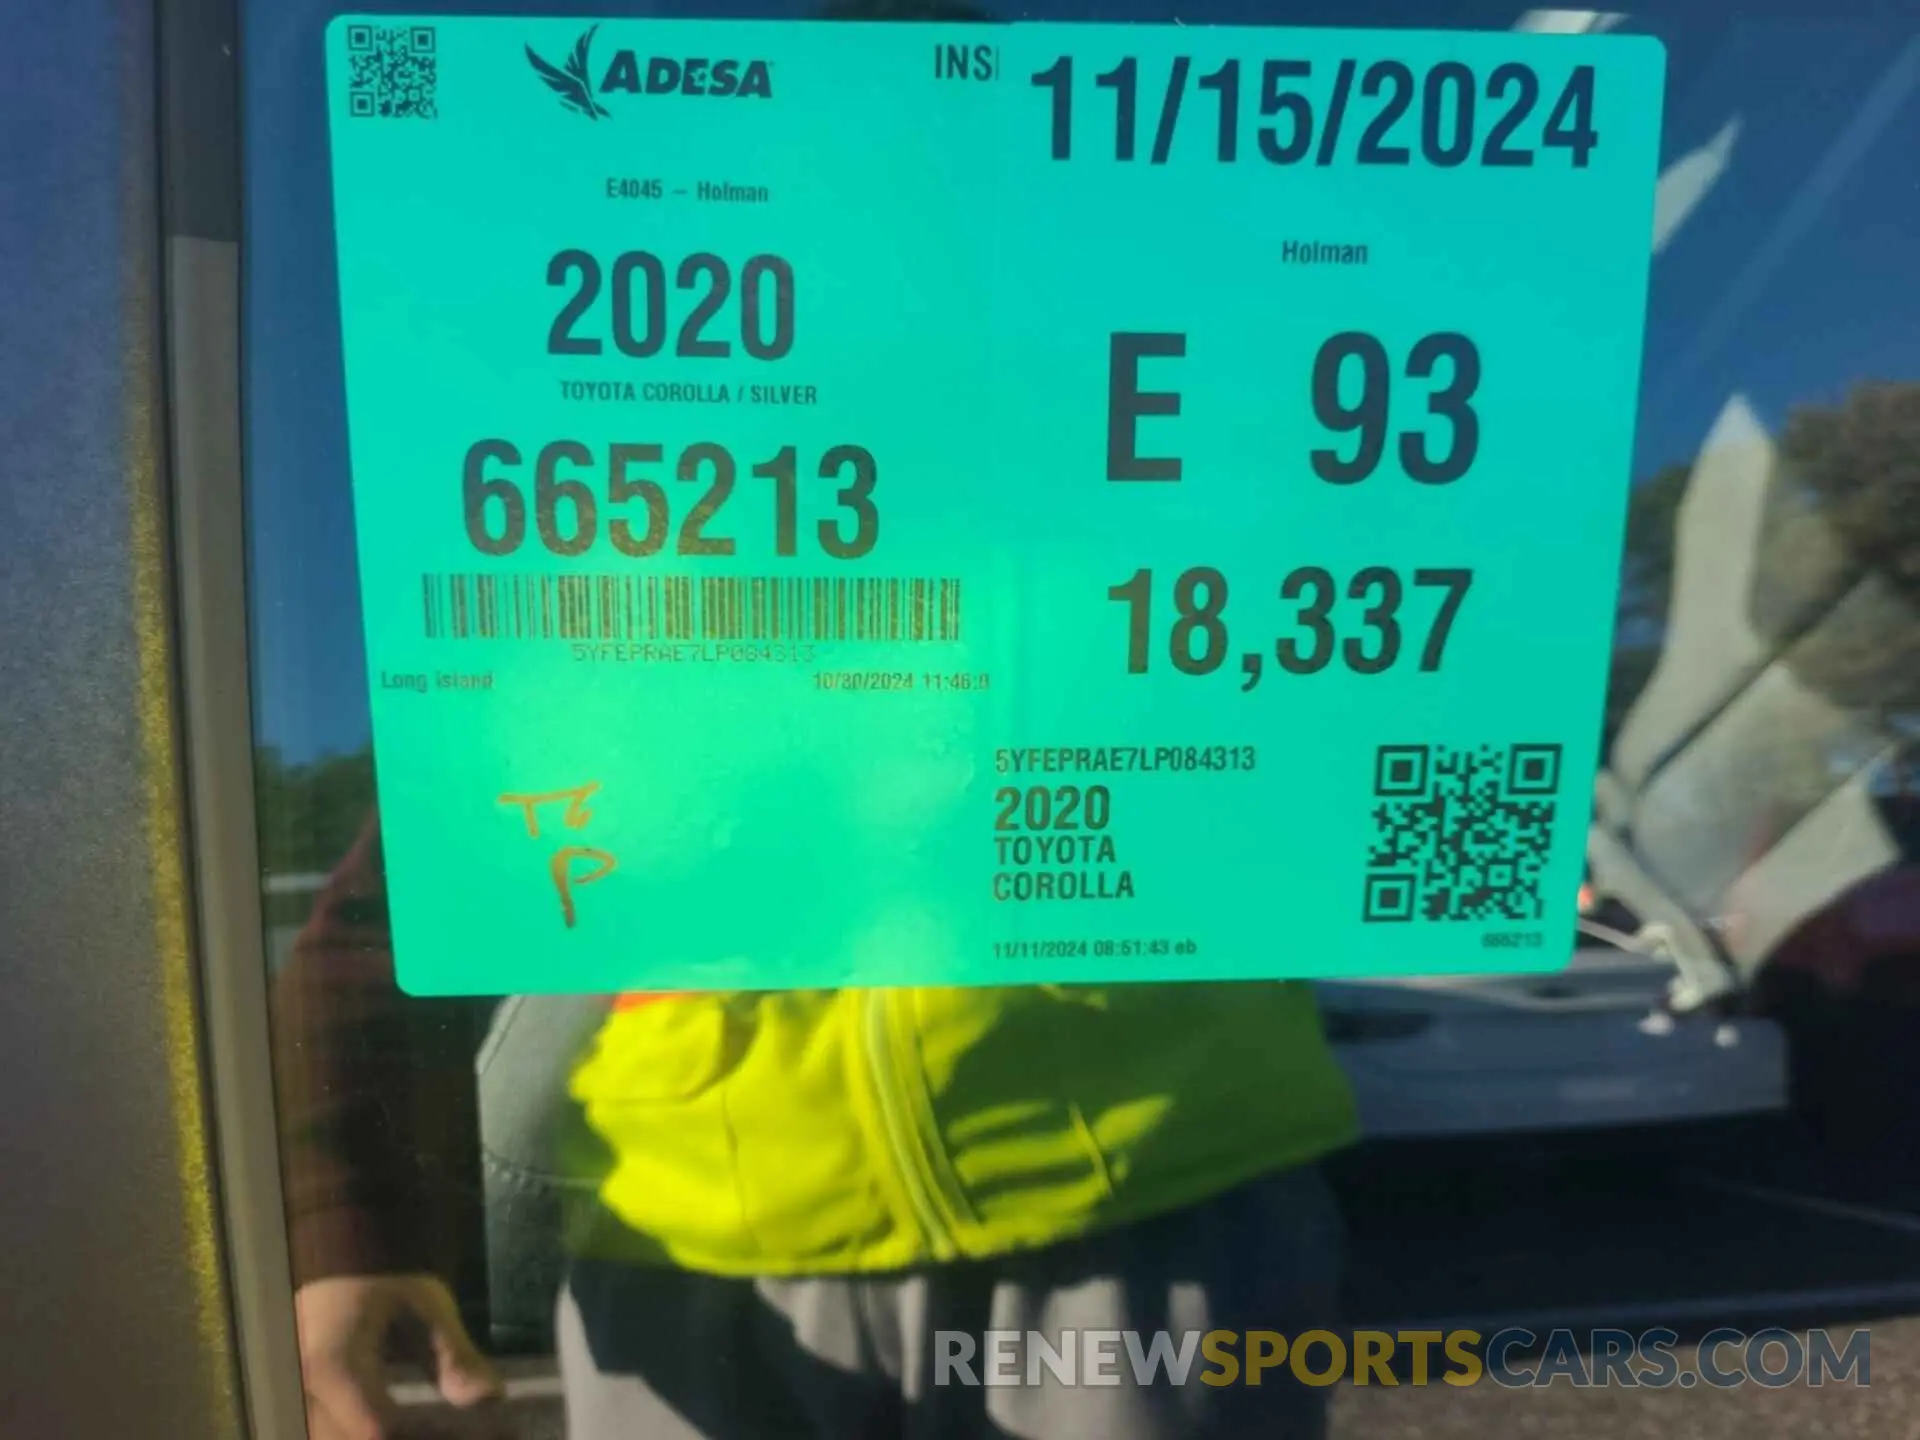 ADESA
INS
11/15/2024
E4045 – Holman
Holman
2020
TOYOTA COROLLA / SILVER
E 93
665213
18,337
5YFEPRAE7LP084313
Long Island
10/30/2024 11:46:
5YFEPRAE7LP084313
2020
TOYOTA
COROLLA
11/11/2024 08:51:43 eb
665213
P
RENEWSPORTSCARS.COM